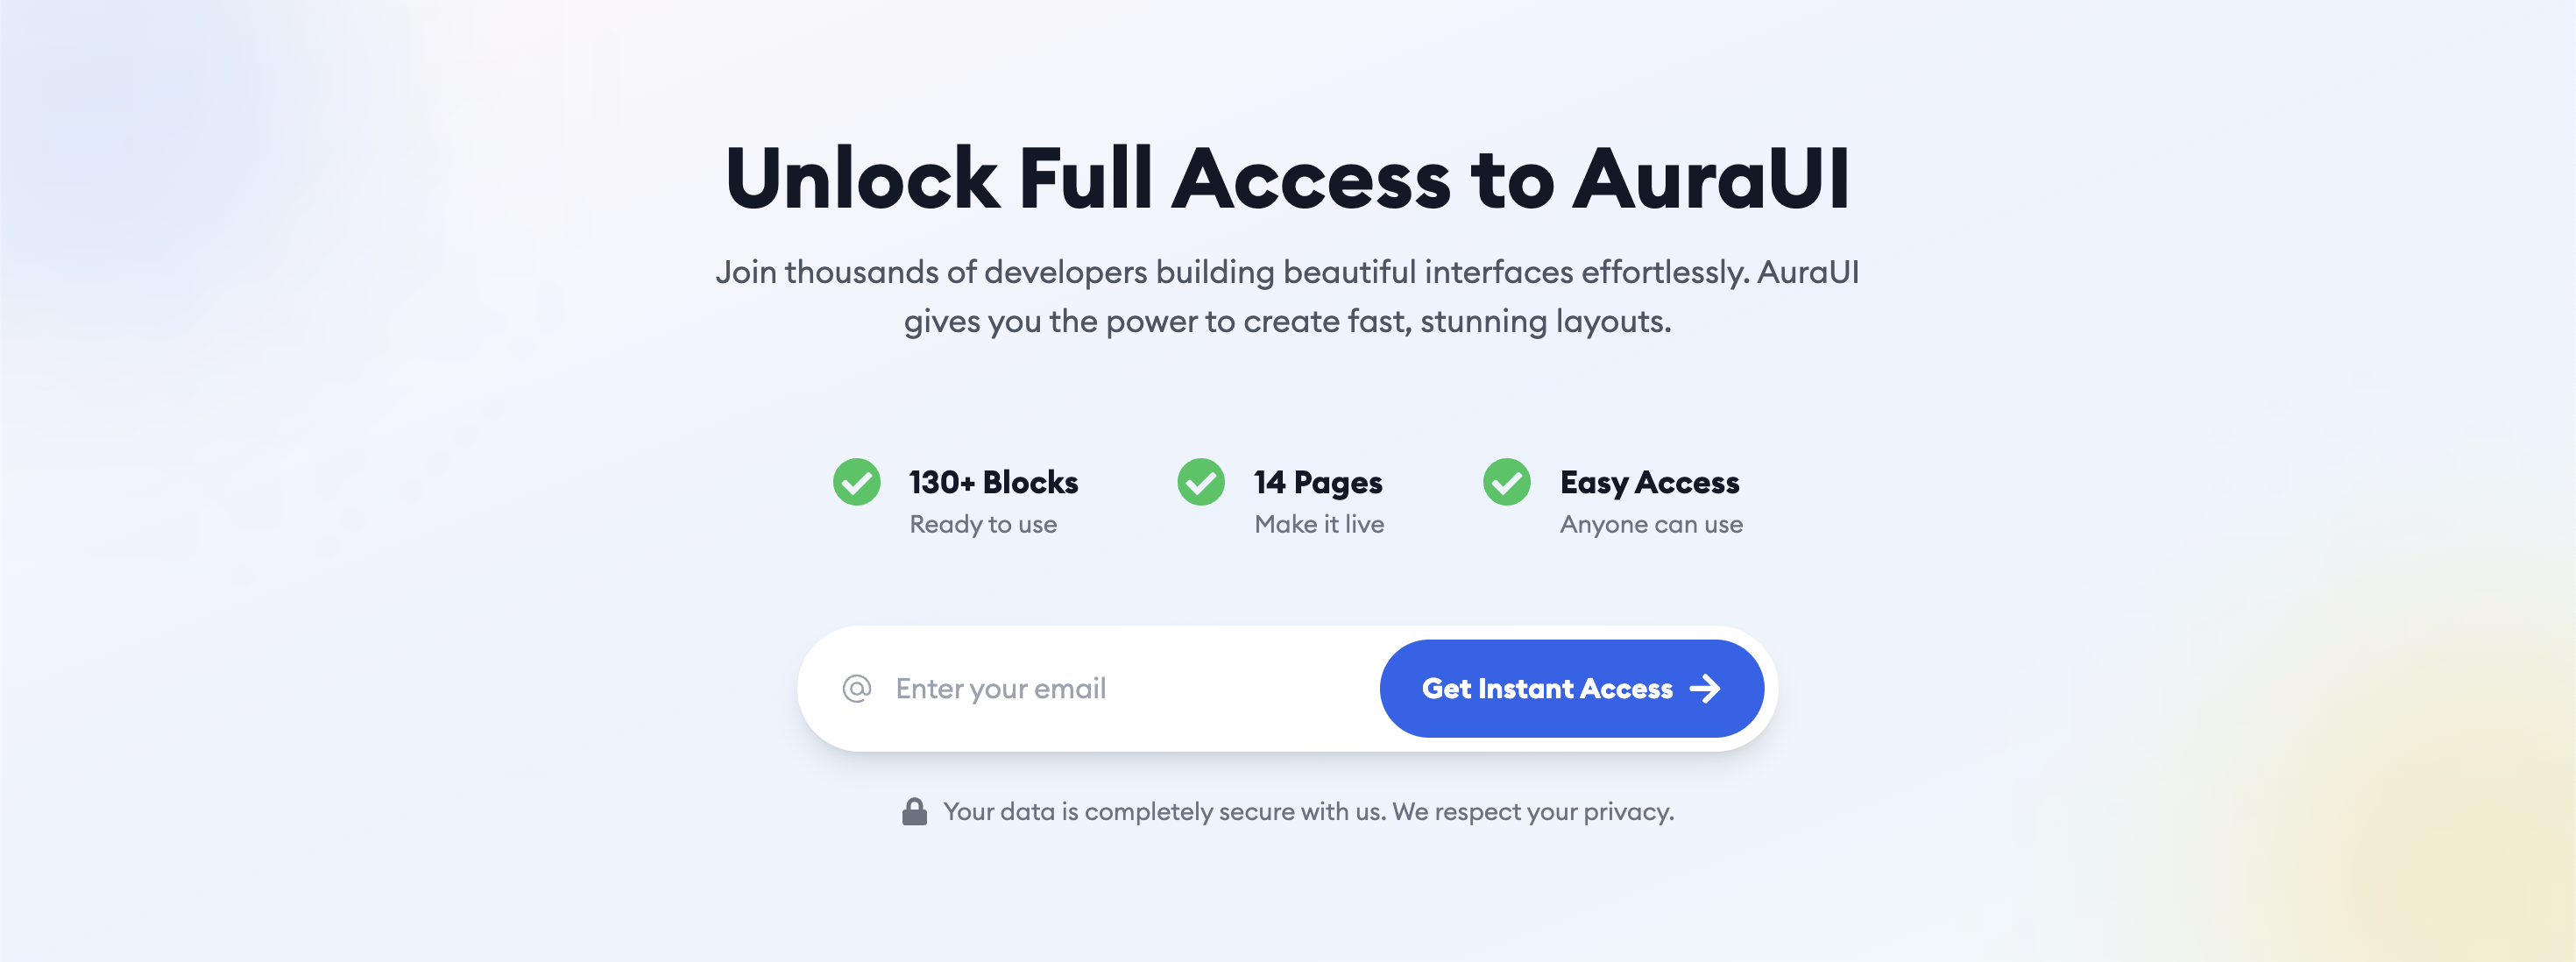 Unlock Full Access to AuraUI
Join thousands of developers building beautiful interfaces effortlessly. AuraUI
gives you the power to create fast, stunning layouts.
130+ Blocks
Ready to use
14 Pages
Make it live
Easy Access
Anyone can use
@ Enter your email
Get Instant Access →
Your data is completely secure with us. We respect your privacy.